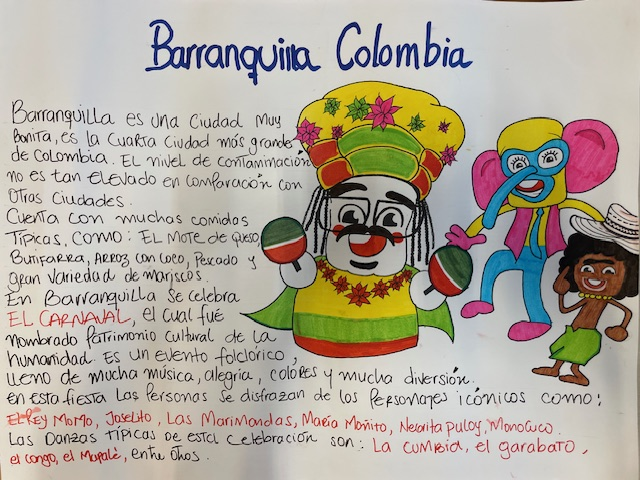 Barranquilla Colombia
Barranquilla es una ciudad muy
Bonita, es la cuarta ciudad más grande
de Colombia. El nivel de contaminación
no es tan elevado en comparación con
otras ciudades.
Cuenta con muchas comidas
Típicas, como: El mote de queso,
Butifarra, Arroz con coco, Pescado y
gran variedad de mariscos.
En Barranquilla se celebra
EL CARNAVAL, el cual fué
nombrado Patrimonio cultural de la
humanidad. Es un evento folclórico,
lleno de mucha música, alegria, colores y mucha diversión.
en esta fiesta las personas se disfrazan de los personajes icónicos como:
El Rey Momo, Joselito, Las Marimondas, María Moñito, Negrita puloy, Monocuco.
Las Danzas típicas de esta celebración son: La cumbia, el garabato,
el congo, el Mapalé, entre otros.